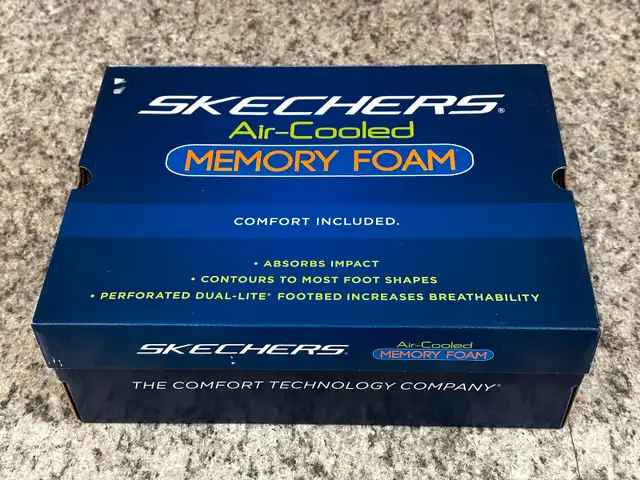 SKECHERS®
Air-Cooled
MEMORY FOAM
COMFORT INCLUDED.
• ABSORBS IMPACT
• CONTOURS TO MOST FOOT SHAPES
• PERFORATED DUAL-LITE® FOOTBED INCREASES BREATHABILITY
SKECHERS® Air-Cooled
MEMORY FOAM
THE COMFORT TECHNOLOGY COMPANY®